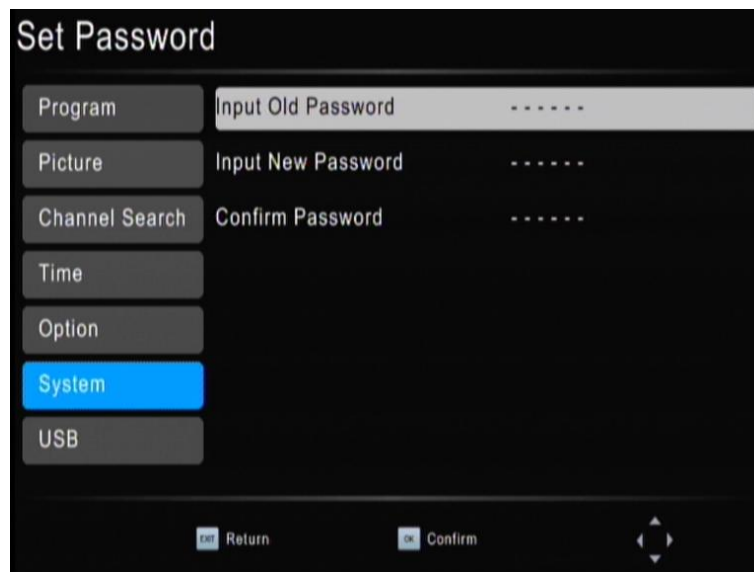 Set Password
Program
Input Old Password ------
Picture
Input New Password ------
Channel Search
Confirm Password ------
Time
Option
System
USB
EXIT Return
OK Confirm